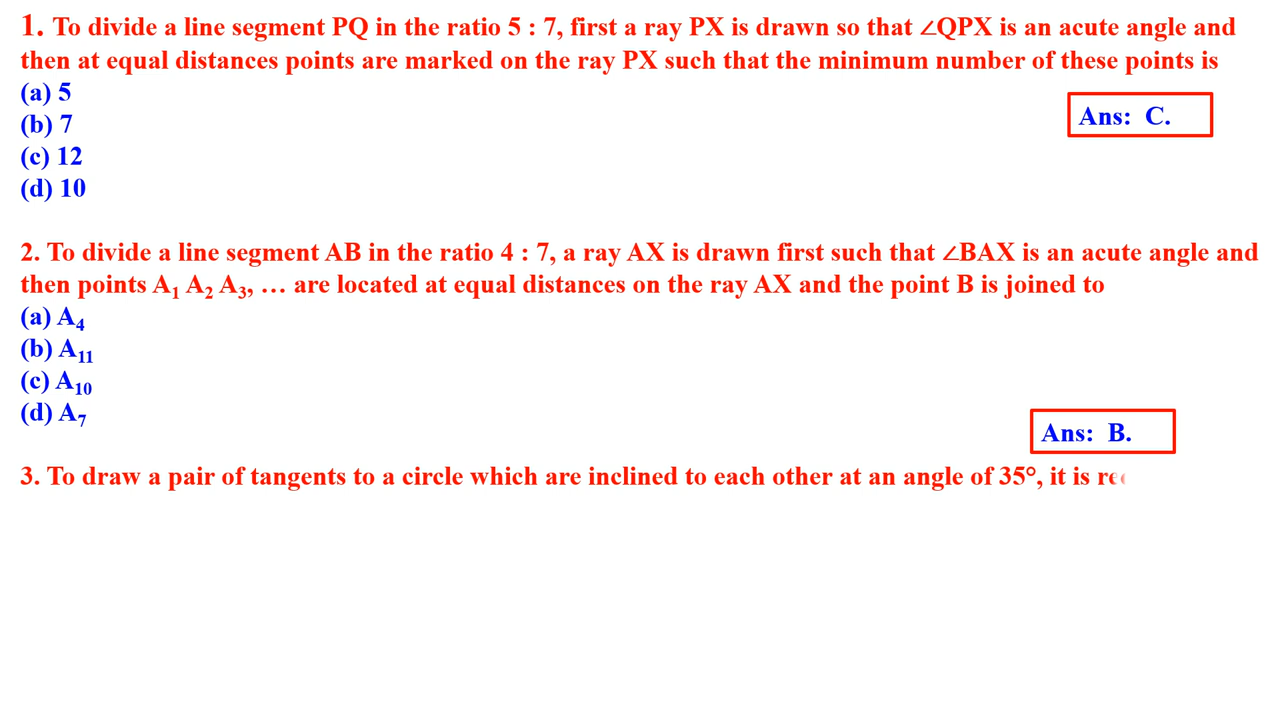 1. To divide a line segment PQ in the ratio 5 : 7, first a ray PX is drawn so that ∠QPX is an acute angle and
then at equal distances points are marked on the ray PX such that the minimum number of these points is
(a) 5
Ans: C.
(b) 7
(c) 12
(d) 10
2. To divide a line segment AB in the ratio 4 : 7, a ray AX is drawn first such that ∠BAX is an acute angle and
then points A₁ A₂ A₃, … are located at equal distances on the ray AX and the point B is joined to
(a) A₄
(b) A₁₁
(c) A₁₀
(d) A₇
Ans: B.
3. To draw a pair of tangents to a circle which are inclined to each other at an angle of 35°, it is